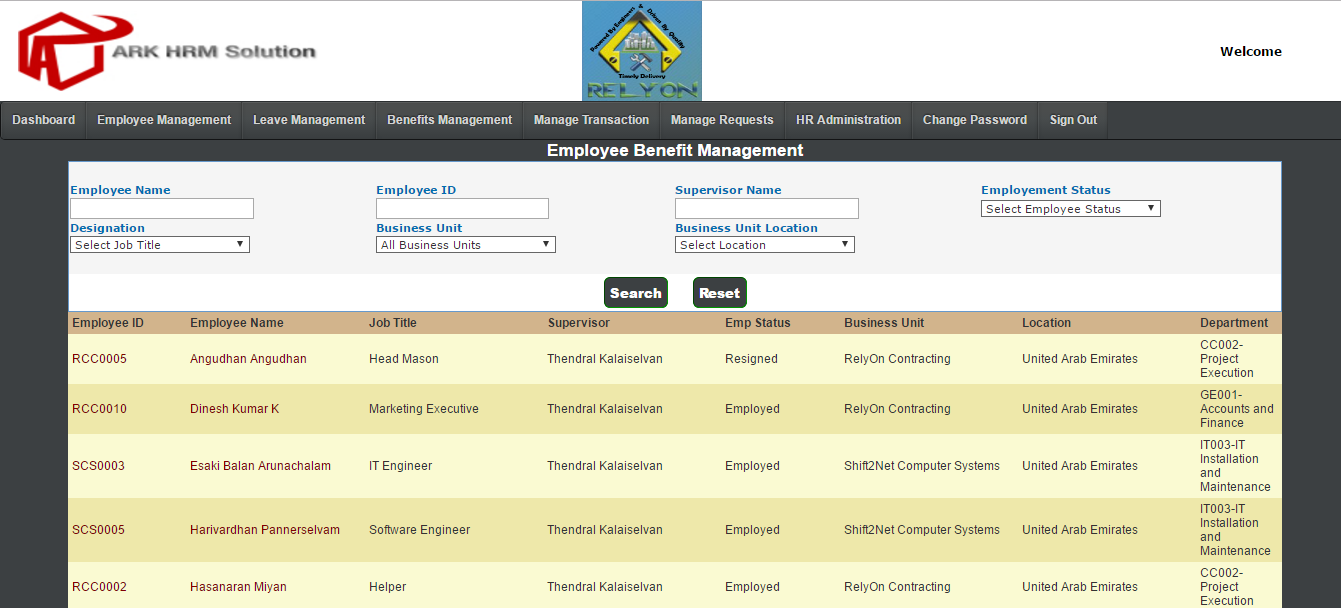 ARK HRM Solution
Powered By Engineers & Driven By Quality
Timely Delivery
RELYON
Welcome
Dashboard Employee Management Leave Management Benefits Management Manage Transaction Manage Requests HR Administration Change Password Sign Out
Employee Benefit Management
Employee Name Employee ID Supervisor Name Employement Status
Select Employee Status
Designation Business Unit Business Unit Location
Select Job Title All Business Units Select Location
Search Reset
Employee ID Employee Name Job Title Supervisor Emp Status Business Unit Location Department
RCC0005 Angudhan Angudhan Head Mason Thendral Kalaiselvan Resigned RelyOn Contracting United Arab Emirates CC002-
Project
Execution
RCC0010 Dinesh Kumar K Marketing Executive Thendral Kalaiselvan Employed RelyOn Contracting United Arab Emirates GE001-
Accounts and
Finance
SCS0003 Esaki Balan Arunachalam IT Engineer Thendral Kalaiselvan Employed Shift2Net Computer Systems United Arab Emirates IT003-IT
Installation
and
Maintenance
SCS0005 Harivardhan Pannerselvam Software Engineer Thendral Kalaiselvan Employed Shift2Net Computer Systems United Arab Emirates IT003-IT
Installation
and
Maintenance
RCC0002 Hasanaran Miyan Helper Thendral Kalaiselvan Employed RelyOn Contracting United Arab Emirates CC002-
Project
Execution